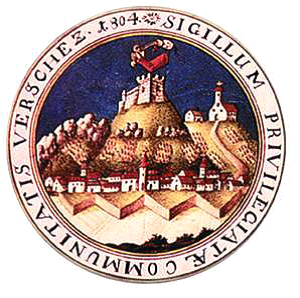 SIGILLUM PRIVILEGIATÆ COMMUNITATIS VERSCHEZ. 1804.